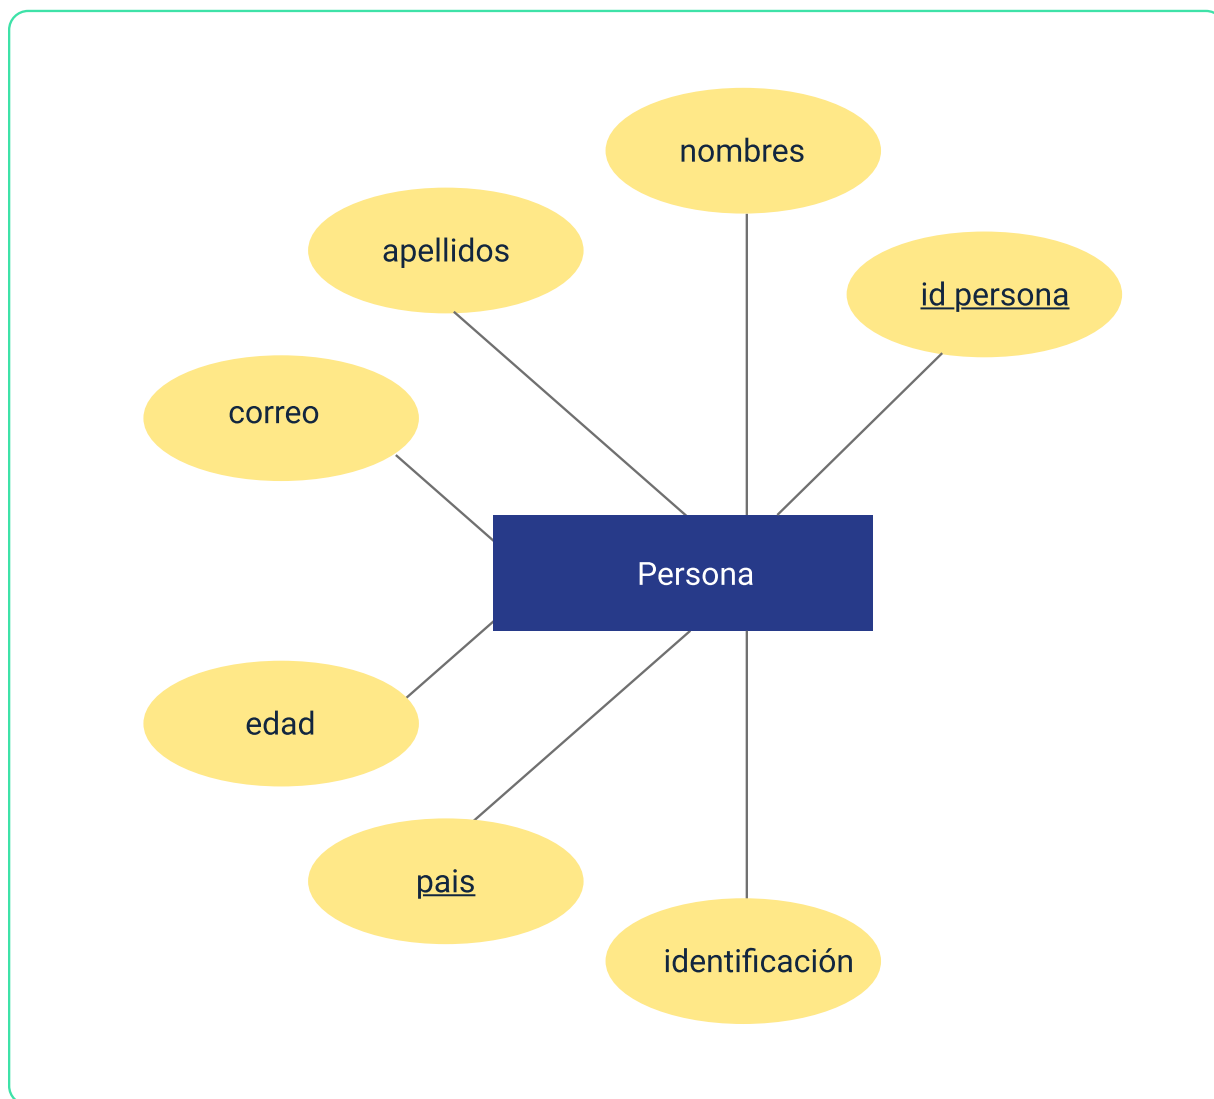 nombres
apellidos
id persona
correo
Persona
edad
pais
identificación